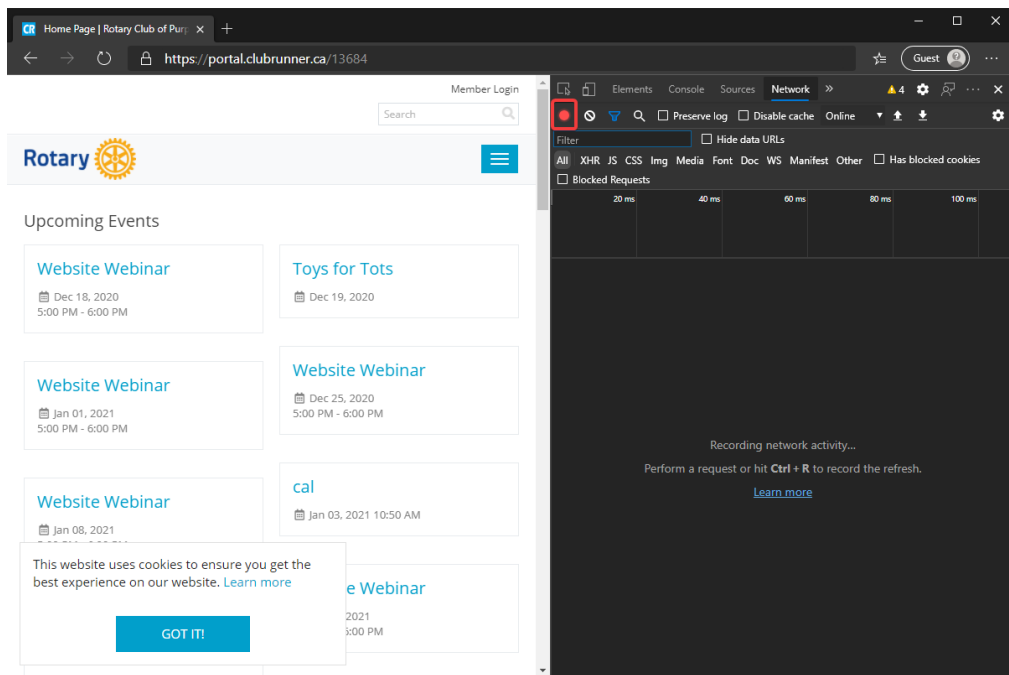 CR Home Page | Rotary Club of Purp
https://portal.clubrunner.ca/13684
Guest
Member Login
Search
Rotary
Upcoming Events
Website Webinar
Dec 18, 2020
5:00 PM - 6:00 PM
Toys for Tots
Dec 19, 2020
Website Webinar
Jan 01, 2021
5:00 PM - 6:00 PM
Website Webinar
Dec 25, 2020
5:00 PM - 6:00 PM
Website Webinar
Jan 08, 2021
cal
Jan 03, 2021 10:50 AM
e Webinar
2021
:00 PM
This website uses cookies to ensure you get the
best experience on our website. Learn more
GOT IT!
Elements Console Sources Network » 4
Preserve log Disable cache Online
Filter Hide data URLs
All XHR JS CSS Img Media Font Doc WS Manifest Other Has blocked cookies
Blocked Requests
20 ms 40 ms 60 ms 80 ms 100 ms
Recording network activity...
Perform a request or hit Ctrl + R to record the refresh.
Learn more